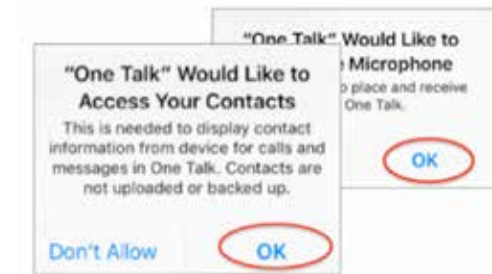 "One Talk" Would Like to
Microphone
place and receive
One Talk.
OK
"One Talk" Would Like to
Access Your Contacts
This is needed to display contact
information from device for calls and
messages in One Talk. Contacts are
not uploaded or backed up.
Don't Allow
OK